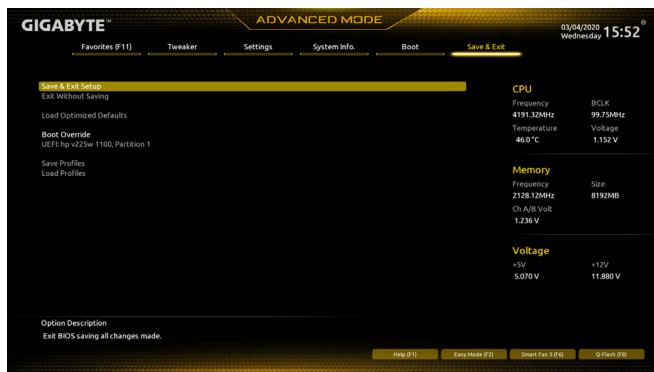 GIGABYTE™
ADVANCED MODE
03/04/2020
Wednesday 15:52
Favorites (F11) Tweaker Settings System Info. Boot Save & Exit
Save & Exit Setup
Exit Without Saving
Load Optimized Defaults
Boot Override
UEFI: hp v225w 1100, Partition 1
Save Profiles
Load Profiles
CPU
Frequency BCLK
4191.32MHz 99.75MHz
Temperature Voltage
46.0 °C 1.152 V
Memory
Frequency Size
2128.12MHz 8192MB
Ch A/B Volt
1.236 V
Voltage
+5V +12V
5.070 V 11.880 V
Option Description
Exit BIOS saving all changes made.
Help (F1) Easy Mode (F2) Smart Fan 5 (F6) Q-Flash (F8)